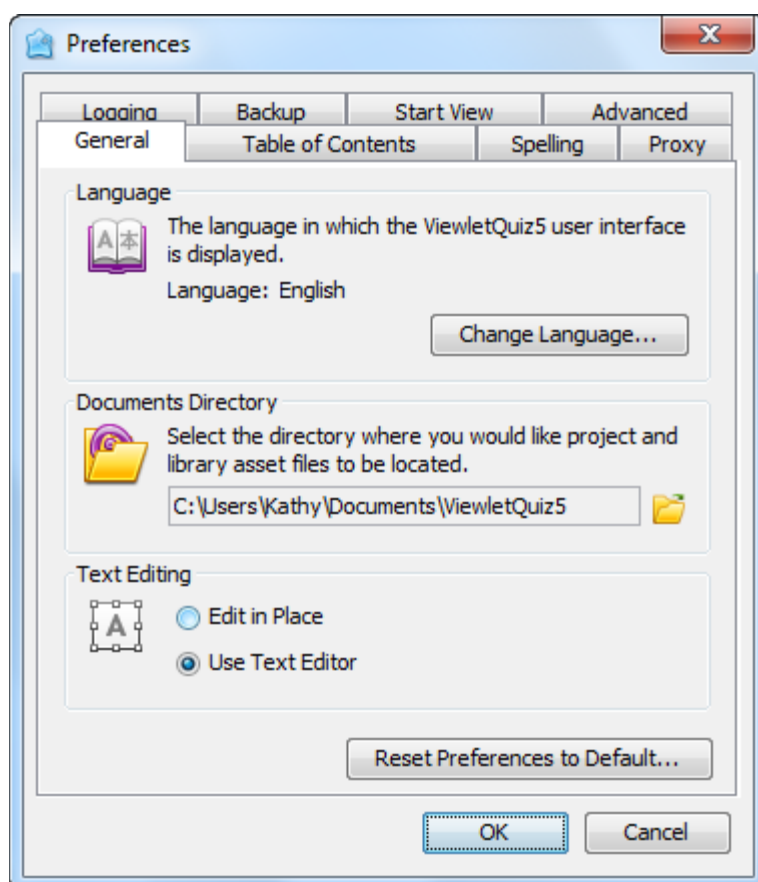 Preferences
Logging Backup Start View Advanced
General Table of Contents Spelling Proxy
Language
The language in which the ViewletQuiz5 user interface
is displayed.
Language: English
Change Language...
Documents Directory
Select the directory where you would like project and
library asset files to be located.
C:\Users\Kathy\Documents\ViewletQuiz5
Text Editing
Edit in Place
Use Text Editor
Reset Preferences to Default...
OK Cancel